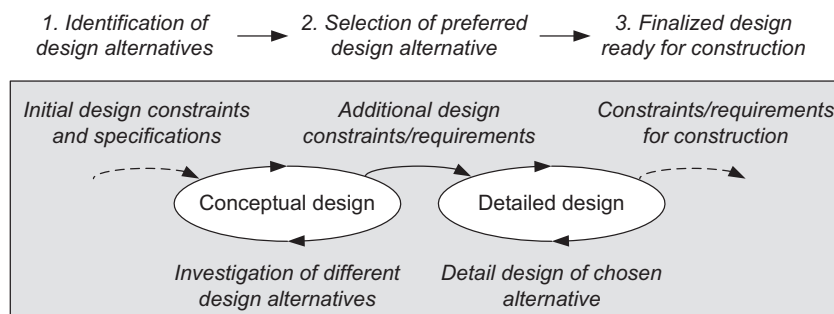 1. Identification of
design alternatives
2. Selection of preferred
design alternative
3. Finalized design
ready for construction
Initial design constraints
and specifications
Additional design
constraints/requirements
Constraints/requirements
for construction
Conceptual design
Detailed design
Investigation of different
design alternatives
Detail design of chosen
alternative